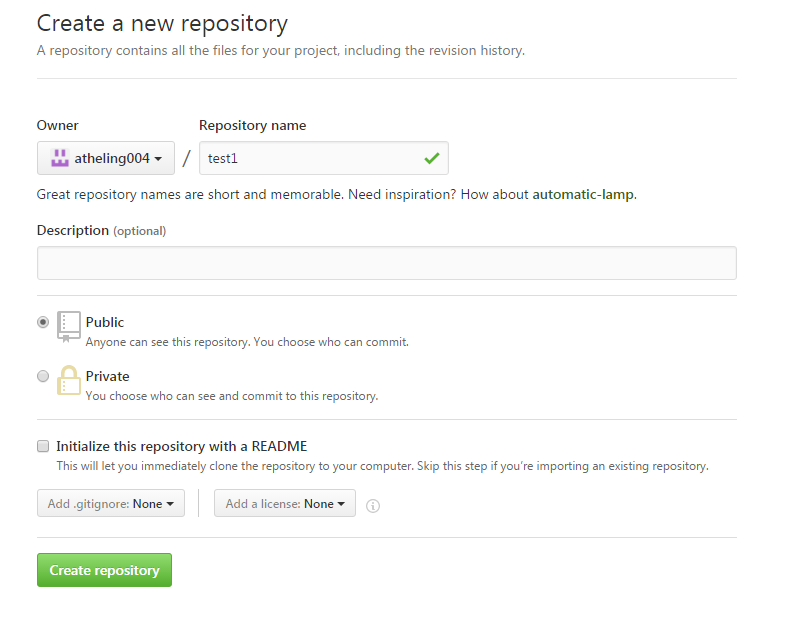 Create a new repository
A repository contains all the files for your project, including the revision history.
Owner Repository name
atheling004 / test1
Great repository names are short and memorable. Need inspiration? How about automatic-lamp.
Description (optional)
Public
Anyone can see this repository. You choose who can commit.
Private
You choose who can see and commit to this repository.
Initialize this repository with a README
This will let you immediately clone the repository to your computer. Skip this step if you’re importing an existing repository.
Add .gitignore: None Add a license: None
Create repository